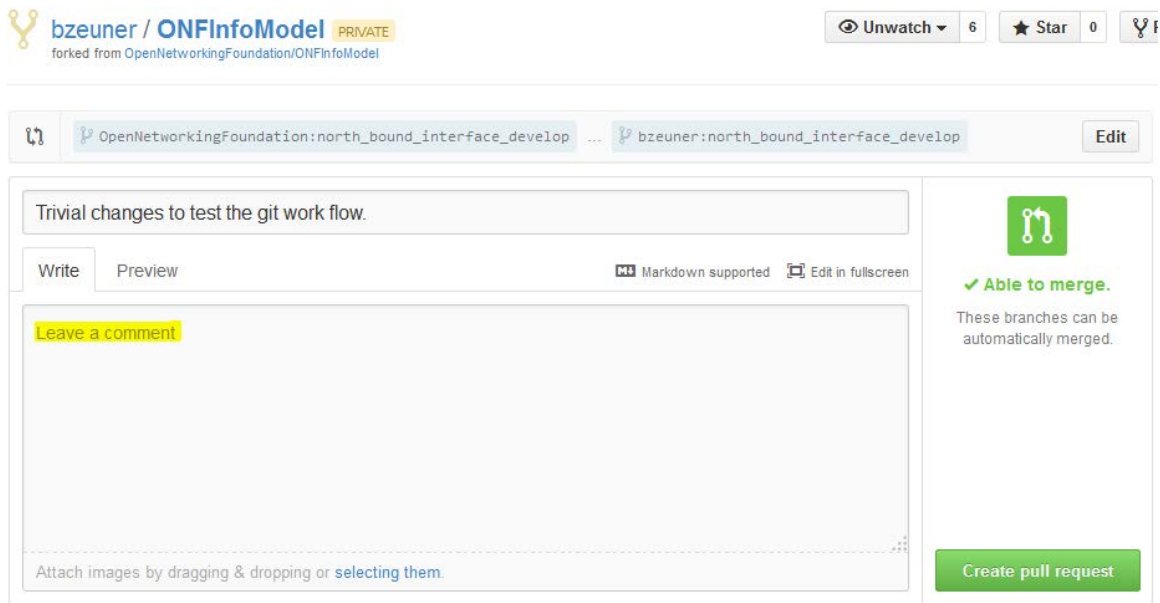 bzeuner / ONFInfoModel PRIVATE
forked from OpenNetworkingFoundation/ONFInfoModel
Unwatch 6 Star 0
OpenNetworkingFoundation:north_bound_interface_develop ... bzeuner:north_bound_interface_develop Edit
Trivial changes to test the git work flow.
Write Preview Markdown supported Edit in fullscreen
Leave a comment
Attach images by dragging & dropping or selecting them.
Able to merge.
These branches can be
automatically merged.
Create pull request